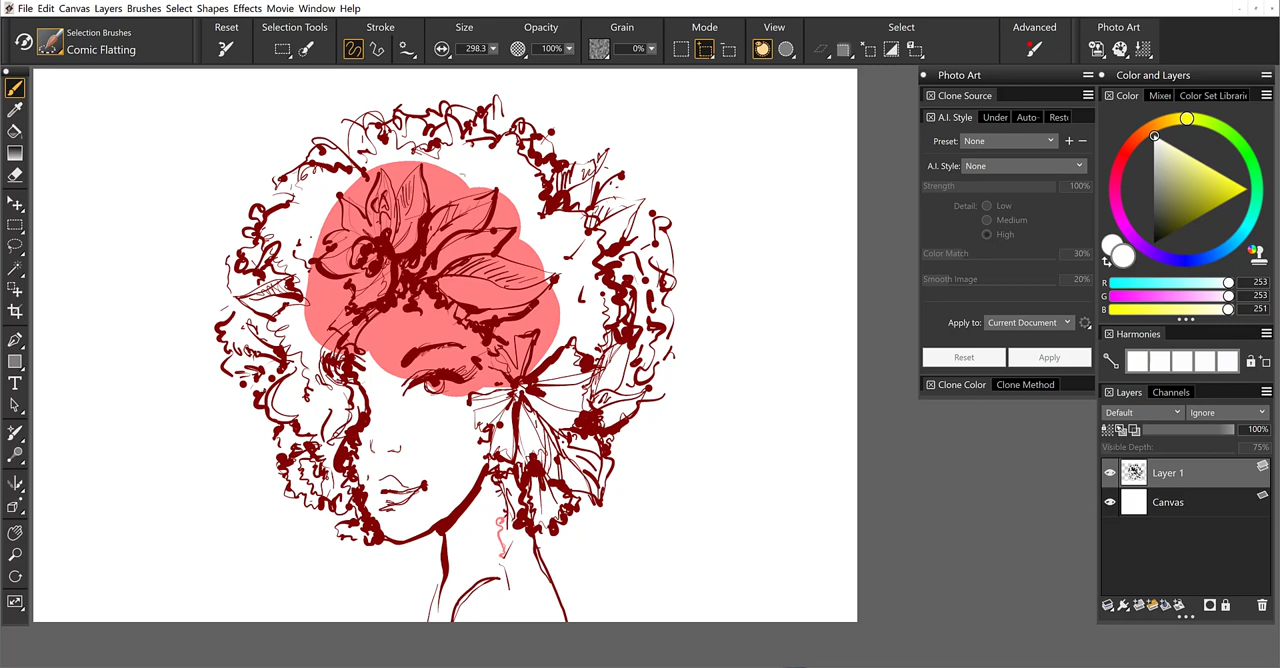 File Edit Canvas Layers Brushes Select Shapes Effects Movie Window Help
Selection Brushes
Comic Flatting
Reset
Selection Tools
Stroke
Size
298.3
Opacity
100%
Grain
0%
Mode
View
Select
Advanced
Photo Art
Photo Art
Clone Source
A.I. Style Under Auto- Rest
Preset: None
A.I. Style: None
Strength 100%
Detail: Low
Medium
High
Color Match 30%
Smooth Image 20%
Apply to: Current Document
Reset Apply
Clone Color Clone Method
Color and Layers
Color Mixer Color Set Librari
R 253
G 253
B 251
Harmonies
Layers Channels
Default Ignore
100%
Visible Depth: 75%
Layer 1
Canvas
T